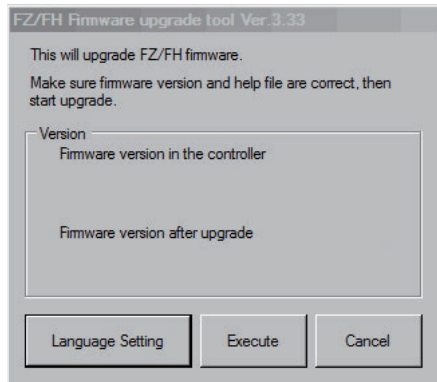 FZ/FH Firmware upgrade tool Ver.3.33
This will upgrade FZ/FH firmware.
Make sure firmware version and help file are correct, then
start upgrade.
Version
Firmware version in the controller
Firmware version after upgrade
Language Setting
Execute
Cancel